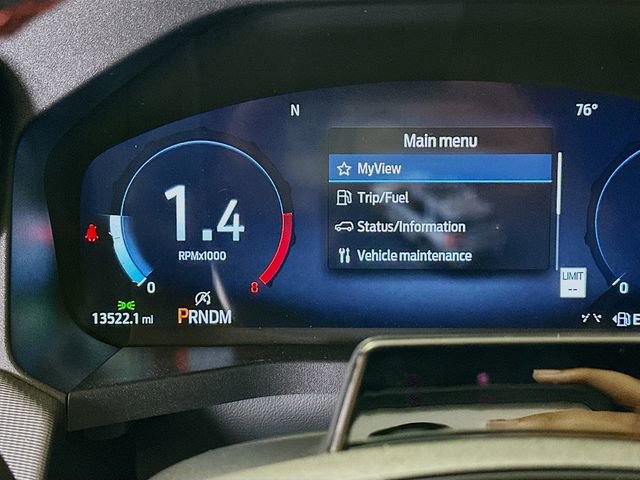 N
76°
Main menu
MyView
Trip/Fuel
Status/Information
Vehicle maintenance
1.4
RPMx1000
0
8
LIMIT
--
0
13522.1 mi
PRNDM
E